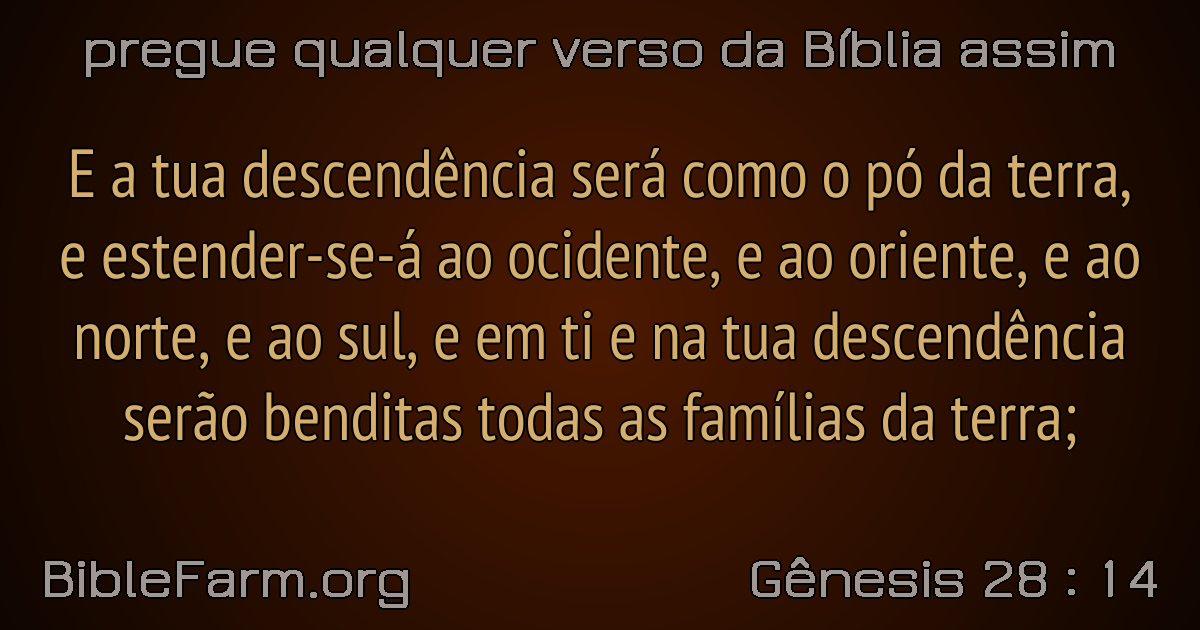 pregue qualquer verso da Bíblia assim
E a tua descendência será como o pó da terra,
e estender-se-á ao ocidente, e ao oriente, e ao
norte, e ao sul, e em ti e na tua descendência
serão benditas todas as famílias da terra;
BibleFarm.org
Gênesis 28 : 14